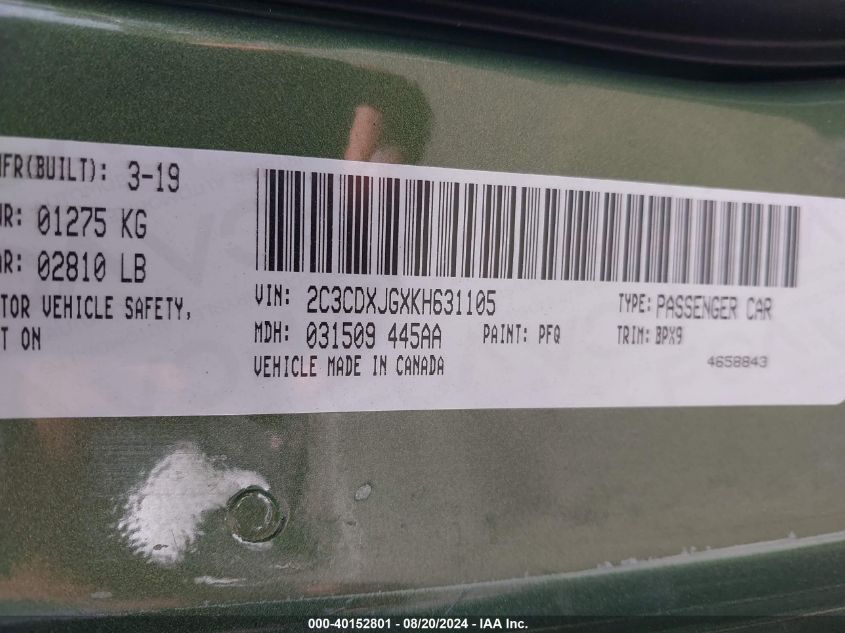 MFR(BUILT): 3-19
01275 KG
02810 LB
VEHICLE SAFETY,
ON
VIN: 2C3CDXJGXKH631105
TYPE: PASSENGER CAR
MDH: 031509 445AA
PAINT: PFQ
TRIM: BPX9
VEHICLE MADE IN CANADA
4658843
000-40152801 - 08/20/2024 - IAA Inc.